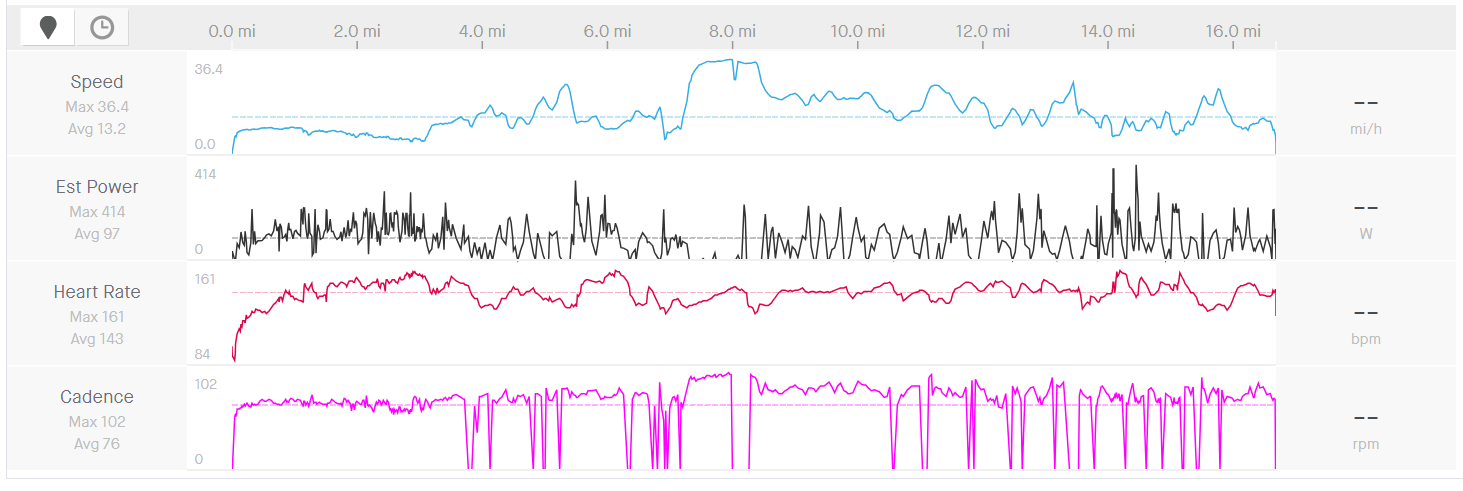 0.0 mi 2.0 mi 4.0 mi 6.0 mi 8.0 mi 10.0 mi 12.0 mi 14.0 mi 16.0 mi
Speed
Max 36.4
Avg 13.2
36.4
0.0
--
mi/h
Est Power
Max 414
Avg 97
414
0
--
W
Heart Rate
Max 161
Avg 143
161
84
--
bpm
Cadence
Max 102
Avg 76
102
0
--
rpm